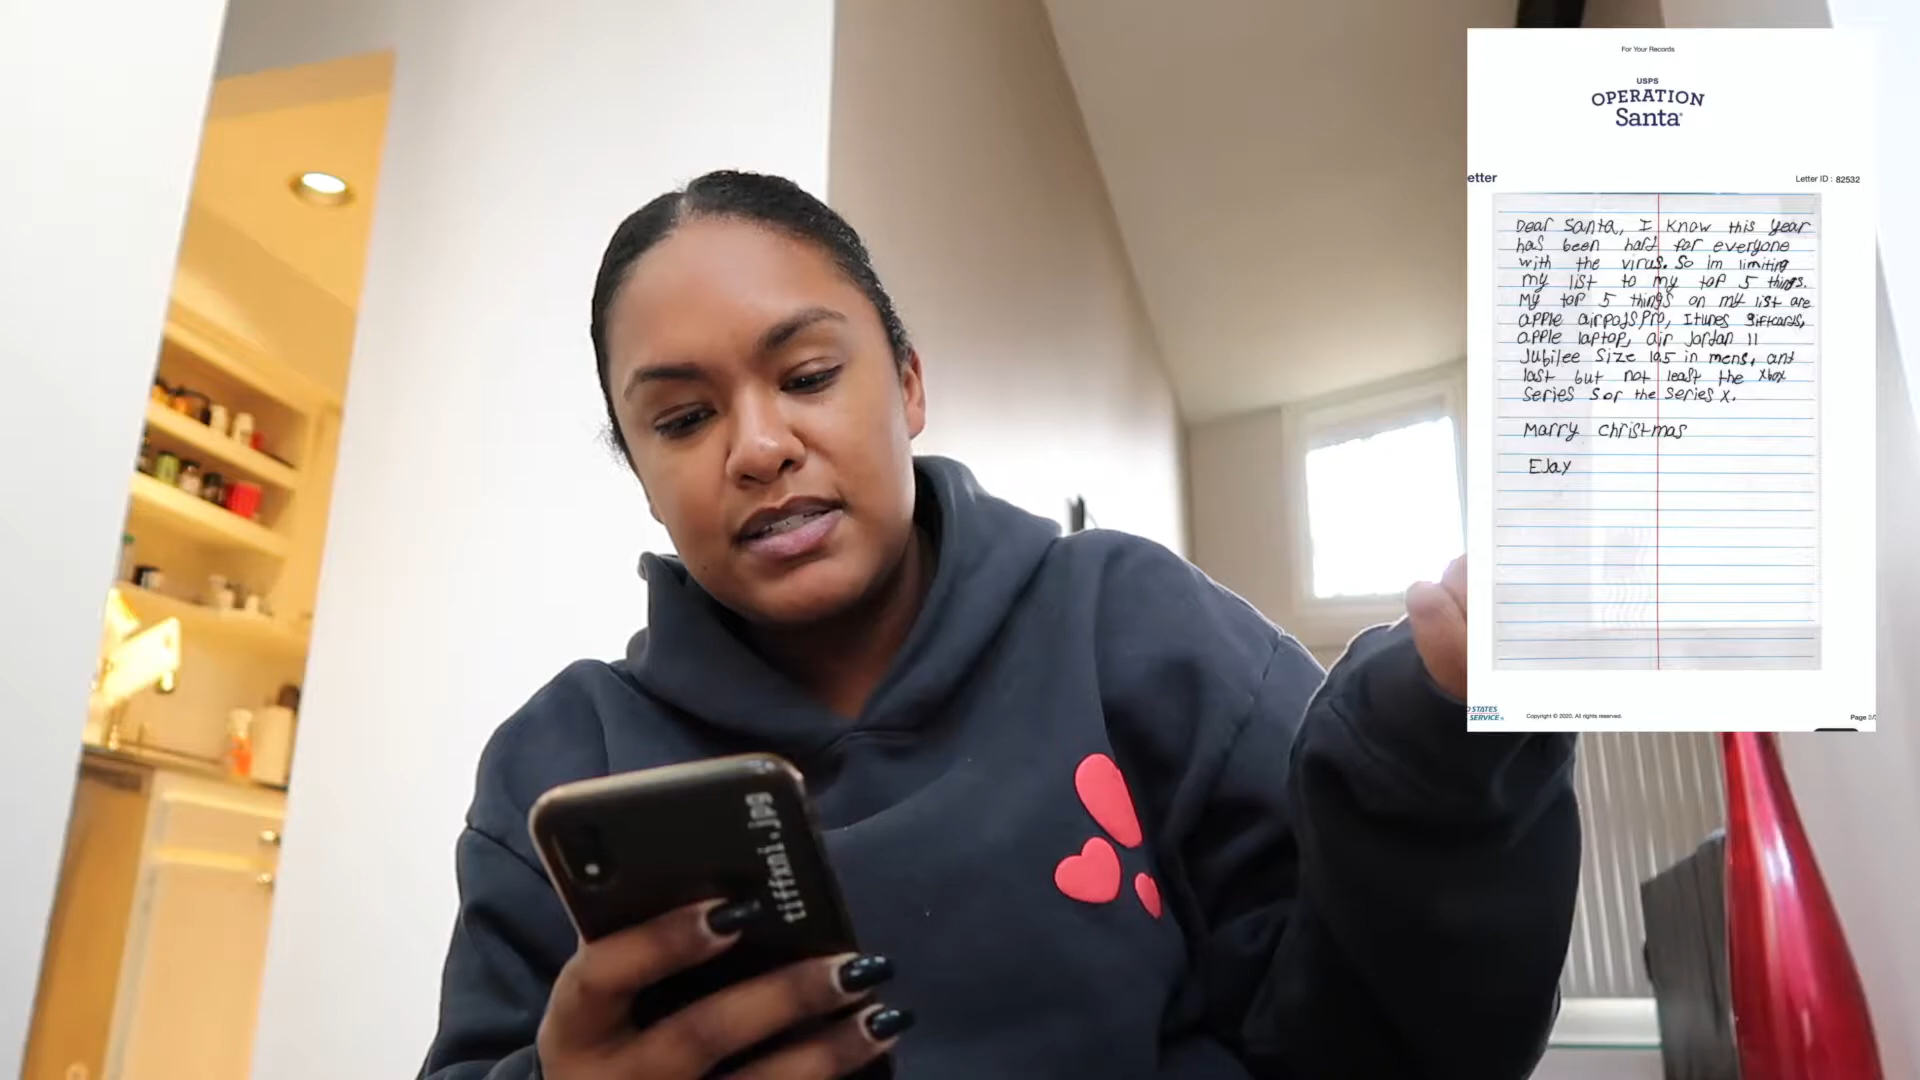 For Your Records
USPS
OPERATION
Santa
etter
Letter ID : 82532
Dear Santa, I know this year
has been hard for everyone
with the virus. So Im limiting
my list to my top 5 things.
My top 5 things on my list are
apple airpods Pro, Itunes giftcards,
apple laptop, air Jordan 11
Jubilee Size 10.5 in mens, and
last but not least the Xbox
Series S or the Series X.
Marry christmas
EJay
STATES
SERVICE
Copyright © 2020. All rights reserved.
Page
tiffxni.jpg